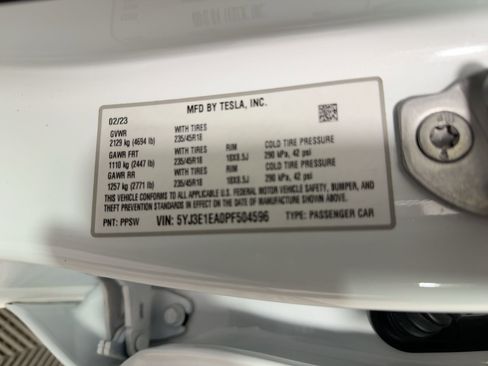 MFD BY TESLA, INC.
02/23
GVWR WITH TIRES
2129 kg (4694 lb) 235/45R18
GAWR FRT WITH TIRES RIM COLD TIRE PRESSURE
1110 kg (2447 lb) 235/45R18 18X8.5J 290 kPa, 42 psi
GAWR RR WITH TIRES RIM COLD TIRE PRESSURE
1257 kg (2771 lb) 235/45R18 18X8.5J 290 kPa, 42 psi
THIS VEHICLE CONFORMS TO ALL APPLICABLE U.S. FEDERAL MOTOR VEHICLE SAFETY, BUMPER, AND
THEFT PREVENTION STANDARDS IN EFFECT ON THE DATE OF MANUFACTURE SHOWN ABOVE.
PNT: PPSW VIN: 5YJ3E1EA0PF504596 TYPE: PASSENGER CAR